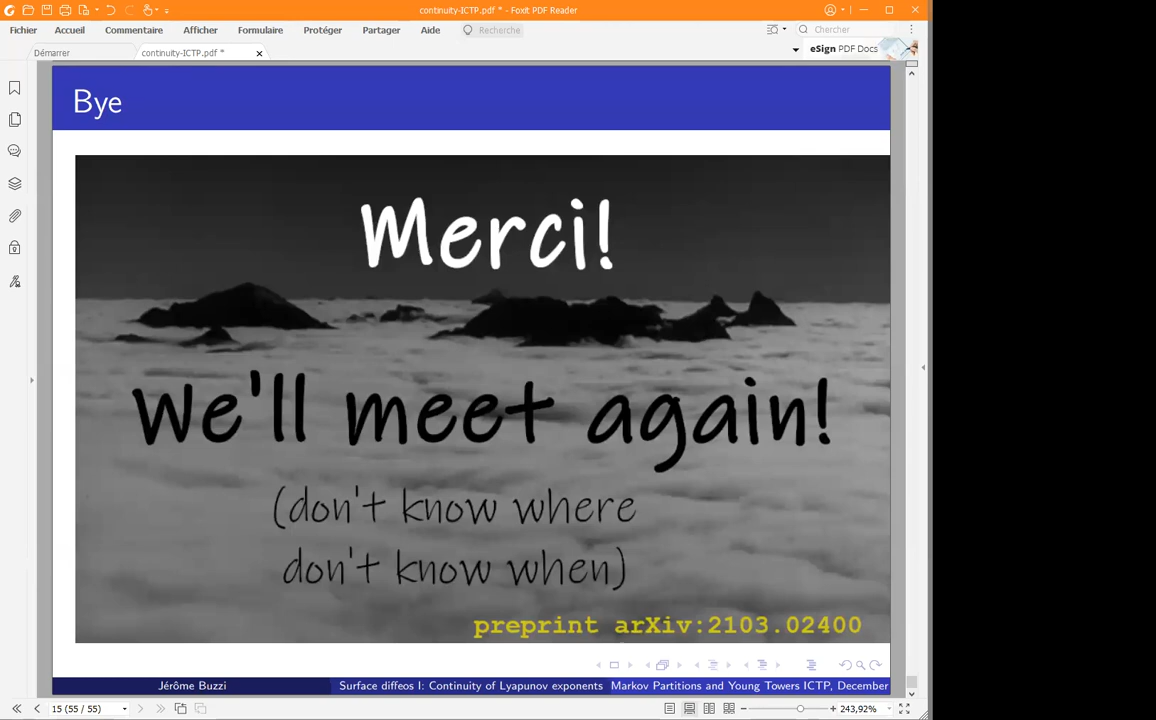 continuity-ICTP.pdf * - Foxit PDF Reader
Fichier Accueil Commentaire Afficher Formulaire Protéger Partager Aide Recherche Chercher
Démarrer continuity-ICTP.pdf * eSign PDF Docs
Bye
Merci!
We'll meet again!
(don't know where
don't know when)
preprint arXiv:2103.02400
Jérôme Buzzi Surface diffeos I: Continuity of Lyapunov exponents Markov Partitions and Young Towers ICTP, December
15 (55 / 55) 243,92%